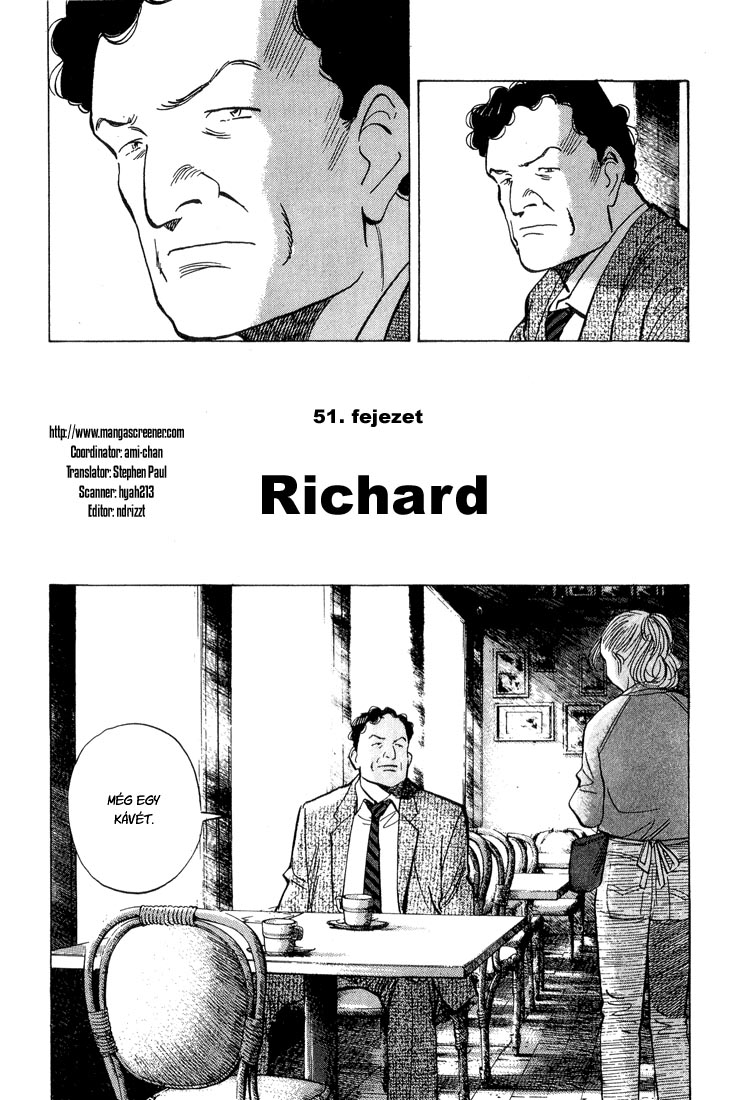 51. fejezet
http://www.mangascreener.com
Coordinator: ami-chan
Translator: Stephen Paul
Scanner: hyah213
Editor: ndrizzt
Richard
MÉG EGY
KÁVÉT.